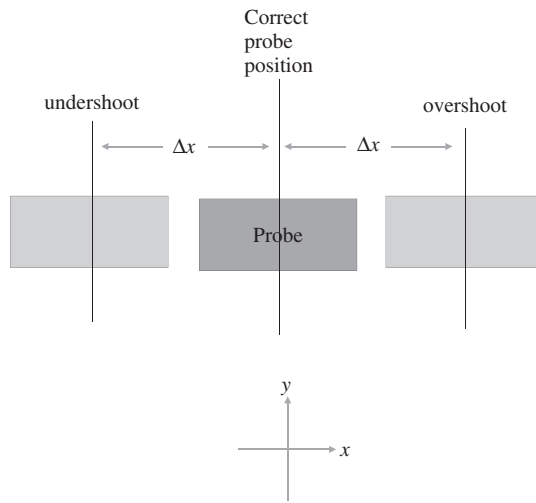 Correct
probe
position
undershoot
overshoot
Δx
Δx
Probe
y
x